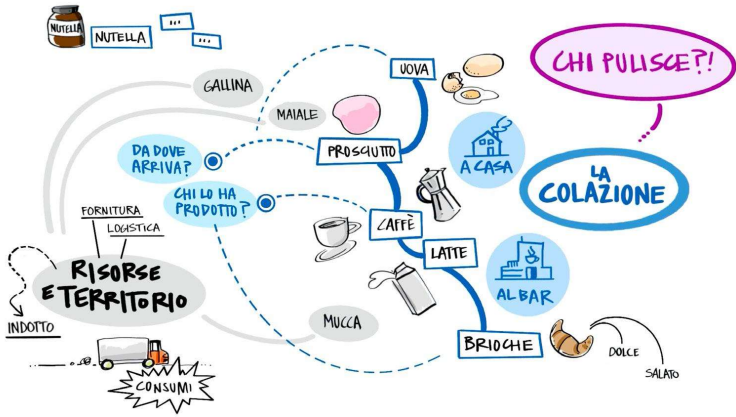 NUTELLA
NUTELLA
...
...
UOVA
CHI PULISCE?!
GALLINA
MAIALE
DA DOVE
ARRIVA?
PROSCIUTTO
A CASA
LA
COLAZIONE
CHI LO HA
PRODOTTO?
FORNITURA
LOGISTICA
CAFFÈ
LATTE
RISORSE
E TERRITORIO
AL BAR
INDOTTO
MUCCA
BRIOCHE
DOLCE
SALATO
CONSUMI